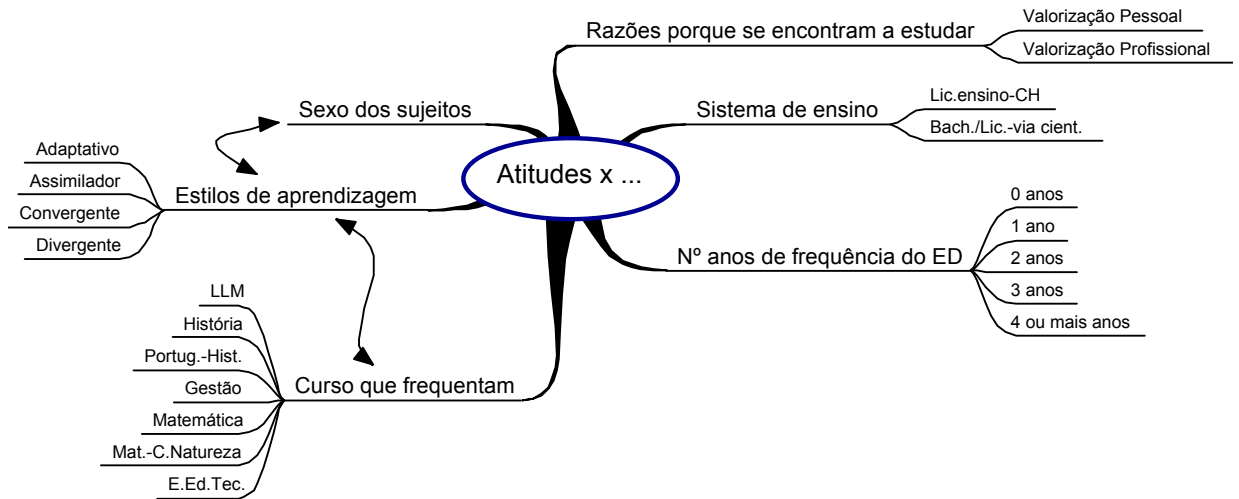 Atitudes x ...
Razões porque se encontram a estudar
Valorização Pessoal
Valorização Profissional
Sistema de ensino
Lic.ensino-CH
Bach./Lic.-via cient.
Nº anos de frequência do ED
0 anos
1 ano
2 anos
3 anos
4 ou mais anos
Sexo dos sujeitos
Estilos de aprendizagem
Adaptativo
Assimilador
Convergente
Divergente
Curso que frequentam
LLM
História
Portug.-Hist.
Gestão
Matemática
Mat.-C.Natureza
E.Ed.Tec.